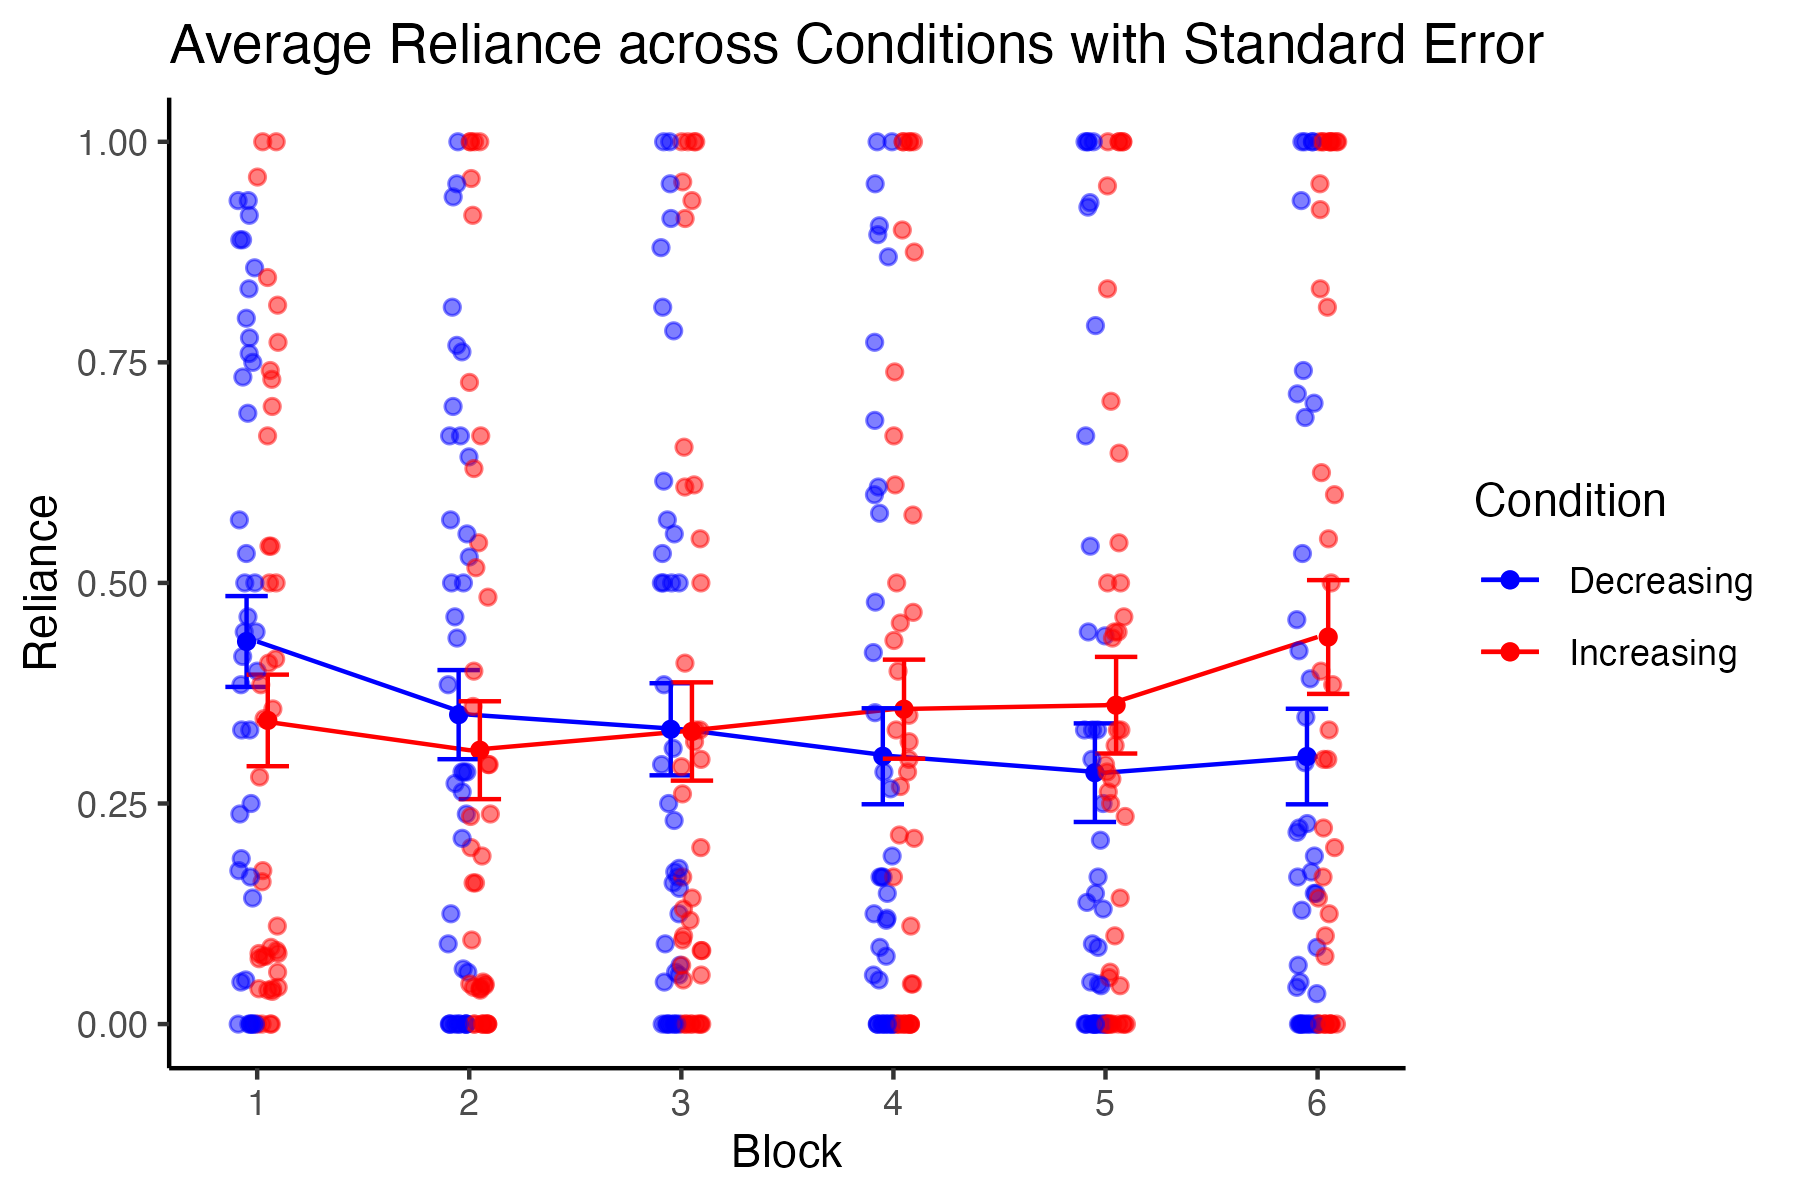 Average Reliance across Conditions with Standard Error
Reliance
1.00
0.75
0.50
0.25
0.00
1 2 3 4 5 6
Block
Condition
Decreasing
Increasing